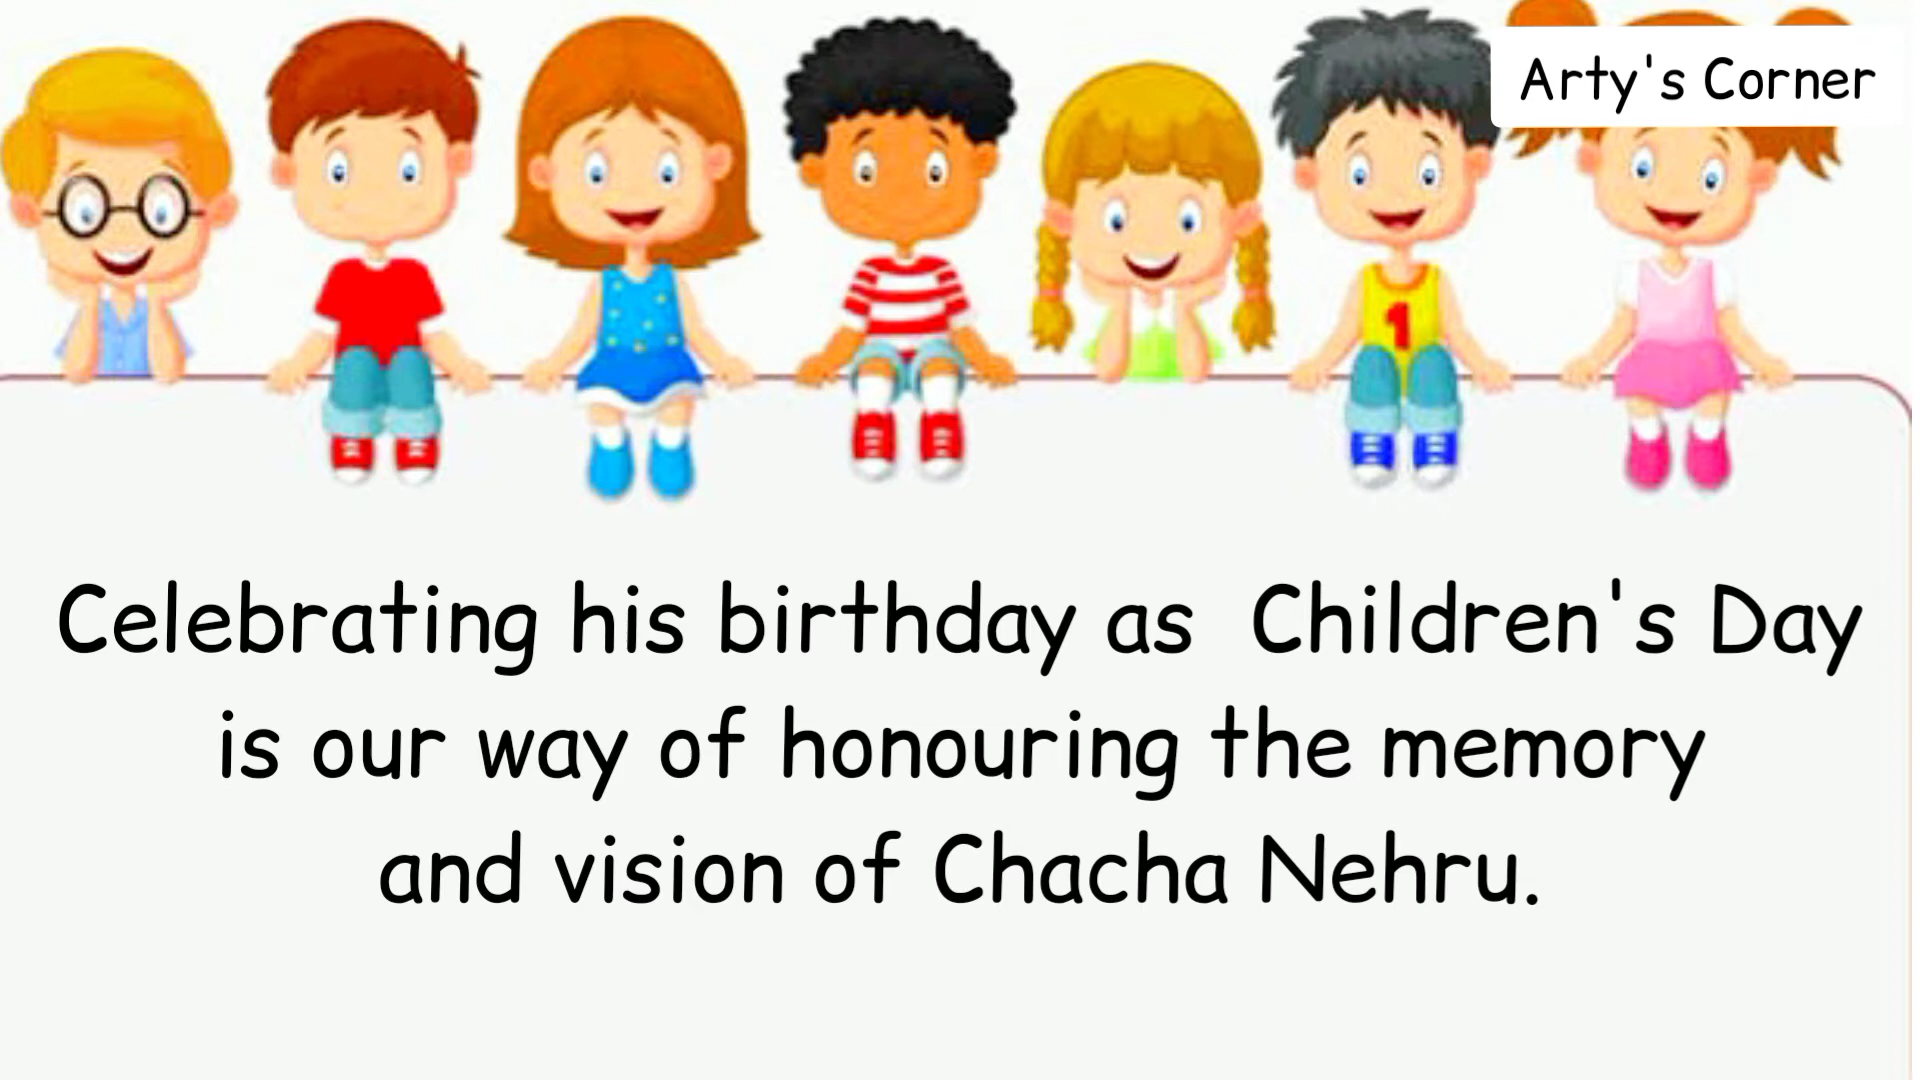 Arty's Corner
1
Celebrating his birthday as  Children's Day
is our way of honouring the memory
and vision of Chacha Nehru.